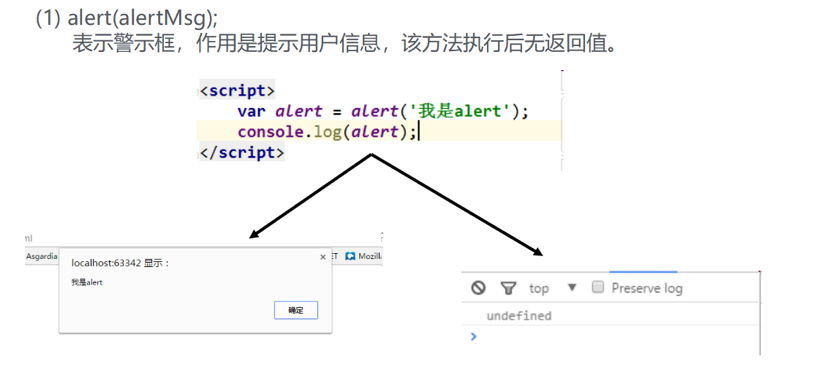 (1) alert(alertMsg);
表示警示框，作用是提示用户信息，该方法执行后无返回值。
<script>
var alert = alert('我是alert');
console.log(alert);
</script>
Asgardia
ET Mozilla
localhost:63342 显示：
×
我是alert
确定
top ▼ Preserve log
undefined
>